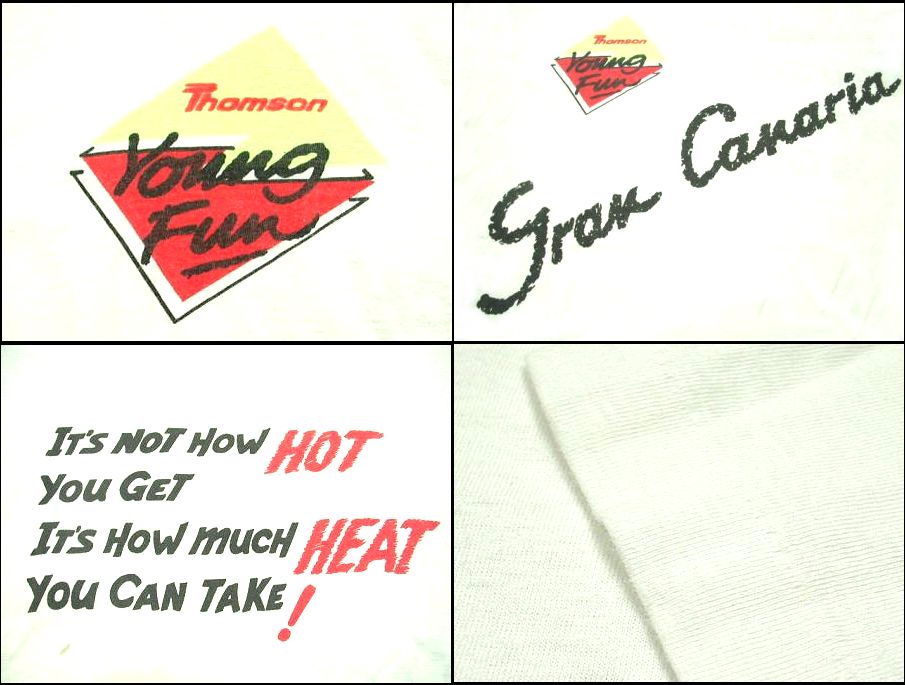 Thomson
Young
Fun
Thomson
Young
Fun
Gran Canaria
IT'S NOT HOW HOT
YOU GET
IT'S HOW MUCH HEAT
YOU CAN TAKE!